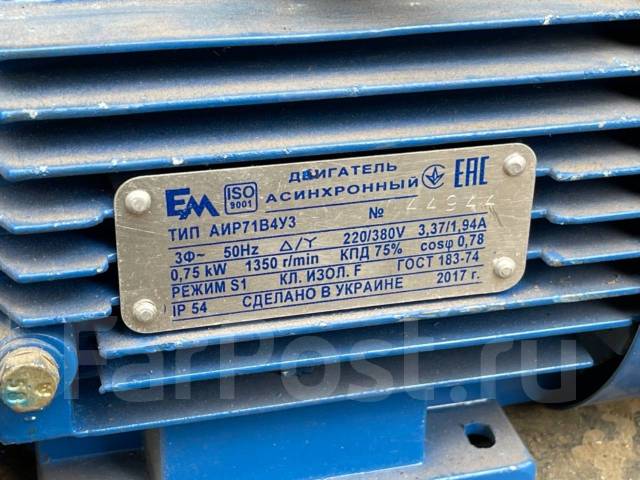 ЕМ ISO 9001 ДВИГАТЕЛЬ АСИНХРОННЫЙ ЕАС
ТИП АИР71В4У3 № 44944
3Ф~ 50Hz Δ/Y 220/380V 3,37/1,94А
0,75 kW 1350 r/min КПД 75% cosφ 0,78
РЕЖИМ S1 КЛ. ИЗОЛ. F ГОСТ 183-74
IP 54 СДЕЛАНО В УКРАИНЕ 2017 г.
FarPost.ru